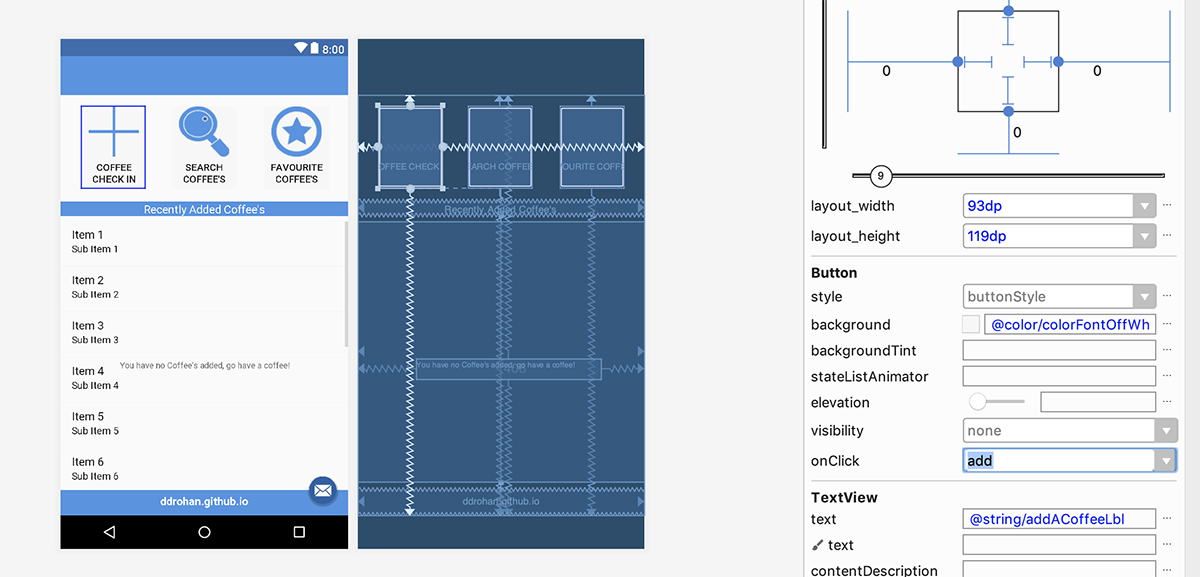 8:00
COFFEE
CHECK IN
SEARCH
COFFEE'S
FAVOURITE
COFFEE'S
Recently Added Coffee's
Item 1
Sub Item 1
Item 2
Sub Item 2
Item 3
Sub Item 3
You have no Coffee's added, go have a coffee!
Item 4
Sub Item 4
Item 5
Sub Item 5
Item 6
Sub Item 6
ddrohan.github.io
OFFEE CHECK
ARCH COFFEE
OURITE COFF
Recently Added Coffee's
You have no Coffee's added, go have a coffee!
ddrohan.github.io
0
0
0
9
layout_width
93dp
layout_height
119dp
Button
style
buttonStyle
background
@color/colorFontOffWh
backgroundTint
stateListAnimator
elevation
visibility
none
onClick
add
TextView
text
@string/addACoffeeLbl
text
contentDescription